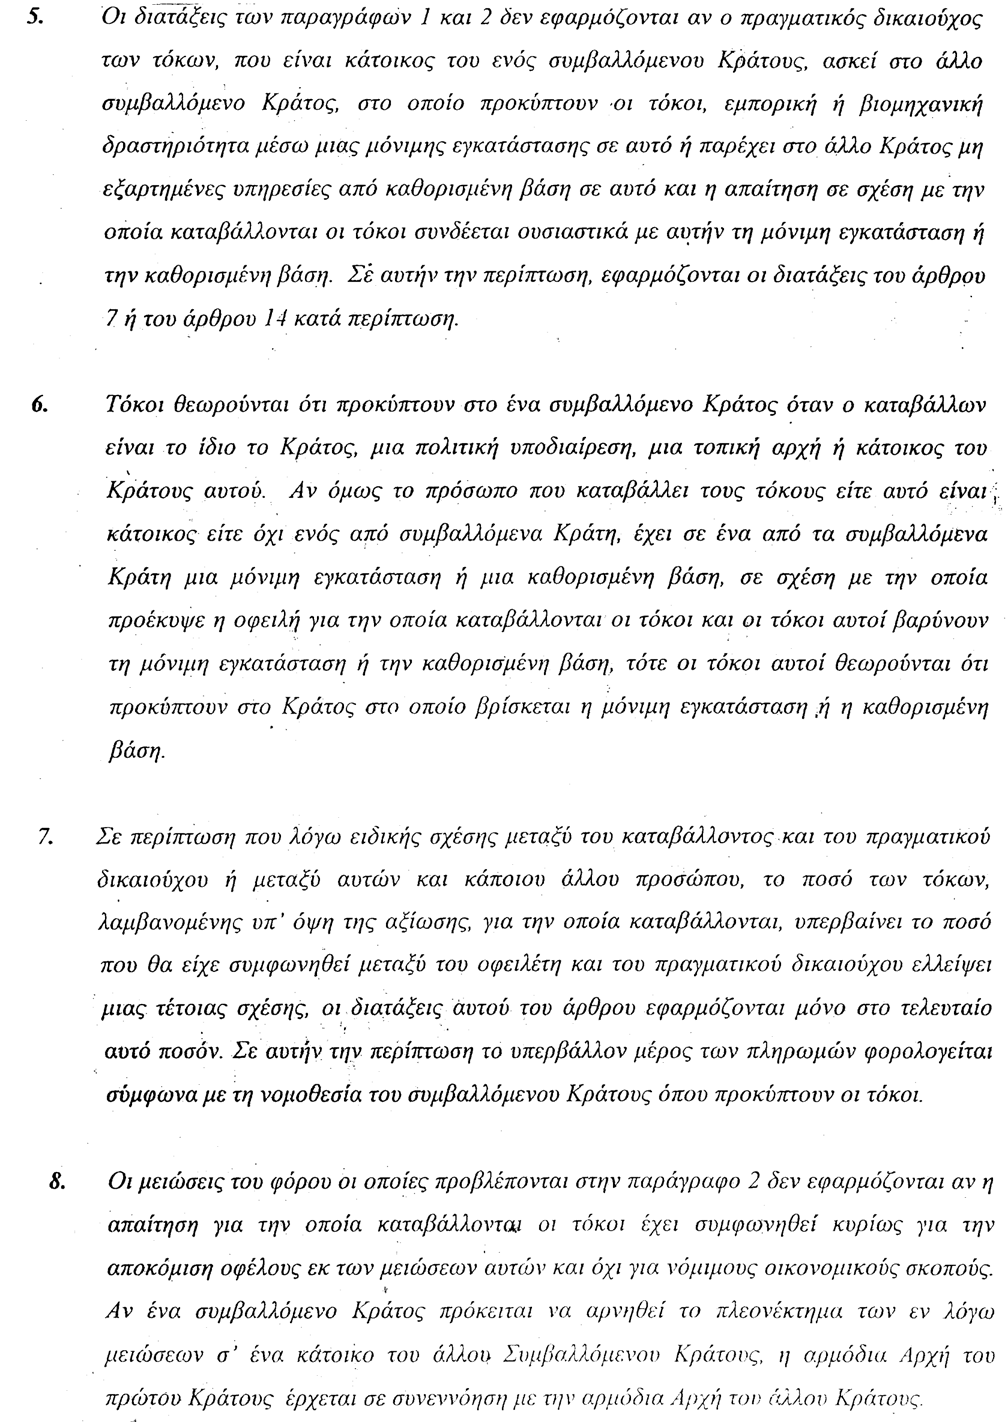 5. Οι διατάξεις των παραγράφων 1 και 2 δεν εφαρμόζονται αν ο πραγματικός δικαιούχος
των τόκων, που είναι κάτοικος του ενός συμβαλλόμενου Κράτους, ασκεί στο άλλο
συμβαλλόμενο Κράτος, στο οποίο προκύπτουν οι τόκοι, εμπορική ή βιομηχανική
δραστηριότητα μέσω μιας μόνιμης εγκατάστασης σε αυτό ή παρέχει στο άλλο Κράτος μη
εξαρτημένες υπηρεσίες από καθορισμένη βάση σε αυτό και η απαίτηση σε σχέση με την
οποία καταβάλλονται οι τόκοι συνδέεται ουσιαστικά με αυτήν τη μόνιμη εγκατάσταση ή
την καθορισμένη βάση. Σε αυτήν την περίπτωση, εφαρμόζονται οι διατάξεις του άρθρου
7 ή του άρθρου 14 κατά περίπτωση.
6. Τόκοι θεωρούνται ότι προκύπτουν στο ένα συμβαλλόμενο Κράτος όταν ο καταβάλλων
είναι το ίδιο το Κράτος, μια πολιτική υποδιαίρεση, μια τοπική αρχή ή κάτοικος του
Κράτους αυτού. Αν όμως το πρόσωπο που καταβάλλει τους τόκους είτε αυτό είναι
κάτοικος είτε όχι ενός από συμβαλλόμενα Κράτη, έχει σε ένα από τα συμβαλλόμενα
Κράτη μια μόνιμη εγκατάσταση ή μια καθορισμένη βάση, σε σχέση με την οποία
προέκυψε η οφειλή για την οποία καταβάλλονται οι τόκοι και οι τόκοι αυτοί βαρύνουν
τη μόνιμη εγκατάσταση ή την καθορισμένη βάση, τότε οι τόκοι αυτοί θεωρούνται ότι
προκύπτουν στο Κράτος στο οποίο βρίσκεται η μόνιμη εγκατάσταση ή η καθορισμένη
βάση.
7. Σε περίπτωση που λόγω ειδικής σχέσης μεταξύ του καταβάλλοντος και του πραγματικού
δικαιούχου ή μεταξύ αυτών και κάποιου άλλου προσώπου, το ποσό των τόκων,
λαμβανομένης υπ' όψη της αξίωσης, για την οποία καταβάλλονται, υπερβαίνει το ποσό
που θα είχε συμφωνηθεί μεταξύ του οφειλέτη και του πραγματικού δικαιούχου ελλείψει
μιας τέτοιας σχέσης, οι διατάξεις αυτού του άρθρου εφαρμόζονται μόνο στο τελευταίο
αυτό ποσόν. Σε αυτήν την περίπτωση το υπερβάλλον μέρος των πληρωμών φορολογείται
σύμφωνα με τη νομοθεσία του συμβαλλόμενου Κράτους όπου προκύπτουν οι τόκοι.
8. Οι μειώσεις του φόρου οι οποίες προβλέπονται στην παράγραφο 2 δεν εφαρμόζονται αν η
απαίτηση για την οποία καταβάλλονται οι τόκοι έχει συμφωνηθεί κυρίως για την
αποκόμιση οφέλους εκ των μειώσεων αυτών και όχι για νόμιμους οικονομικούς σκοπούς.
Αν ένα συμβαλλόμενο Κράτος πρόκειται να αρνηθεί το πλεονέκτημα των εν λόγω
μειώσεων σ' ένα κάτοικο του άλλου Συμβαλλόμενου Κράτους, η αρμόδια Αρχή του
πρώτου Κράτους έρχεται σε συνεννόηση με την αρμόδια Αρχή του άλλου Κράτους.